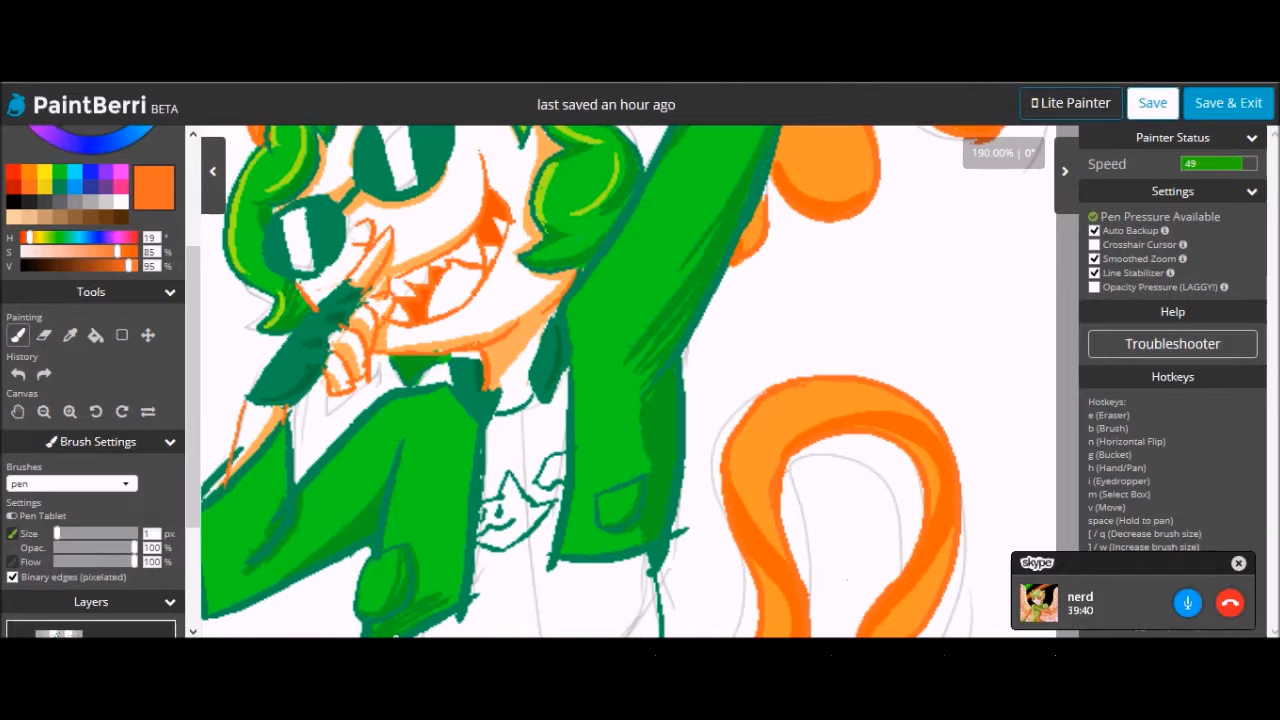 PaintBerri BETA
last saved an hour ago
Lite Painter
Save
Save & Exit
190.00% | 0°
H 19 °
S 85 %
V 95 %
Tools
Painting
History
Canvas
Brush Settings
Brushes
pen
Settings
Pen Tablet
Size 1 px
Opac. 100 %
Flow 100 %
Binary edges (pixelated)
Layers
Painter Status
Speed 49
Settings
Pen Pressure Available
Auto Backup
Crosshair Cursor
Smoothed Zoom
Line Stabilizer
Opacity Pressure (LAGGY!)
Help
Troubleshooter
Hotkeys
Hotkeys:
e (Eraser)
b (Brush)
n (Horizontal Flip)
g (Bucket)
h (Hand/Pan)
i (Eyedropper)
m (Select Box)
v (Move)
space (Hold to pan)
[ / q (Decrease brush size)
] / w (Increase brush size)
skype
nerd
39:40